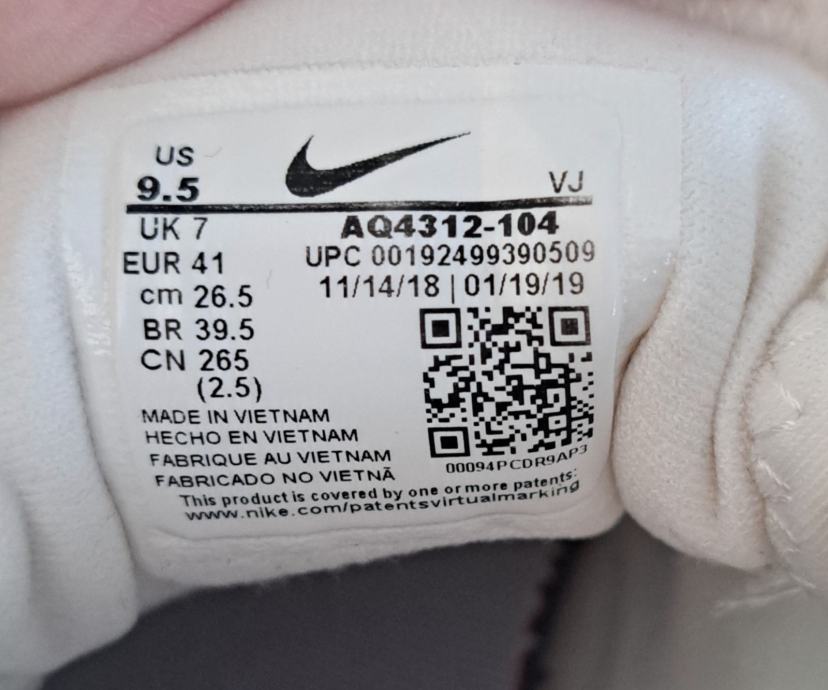 US
9.5
VJ
UK 7
EUR 41
cm 26.5
BR 39.5
CN 265
(2.5)
AQ4312-104
UPC 00192499390509
11/14/18 | 01/19/19
00094PCDR9AP3
MADE IN VIETNAM
HECHO EN VIETNAM
FABRIQUE AU VIETNAM
FABRICADO NO VIETNÃ
This product is covered by one or more patents:
www.nike.com/patentsvirtualmarking